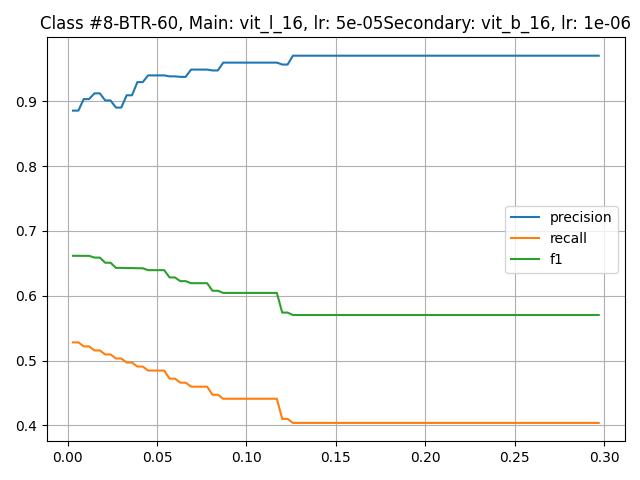 Class #8-BTR-60, Main: vit_l_16, lr: 5e-05Secondary: vit_b_16, lr: 1e-06
0.9
0.8
0.7
0.6
0.5
0.4
precision
recall
f1
0.00 0.05 0.10 0.15 0.20 0.25 0.30